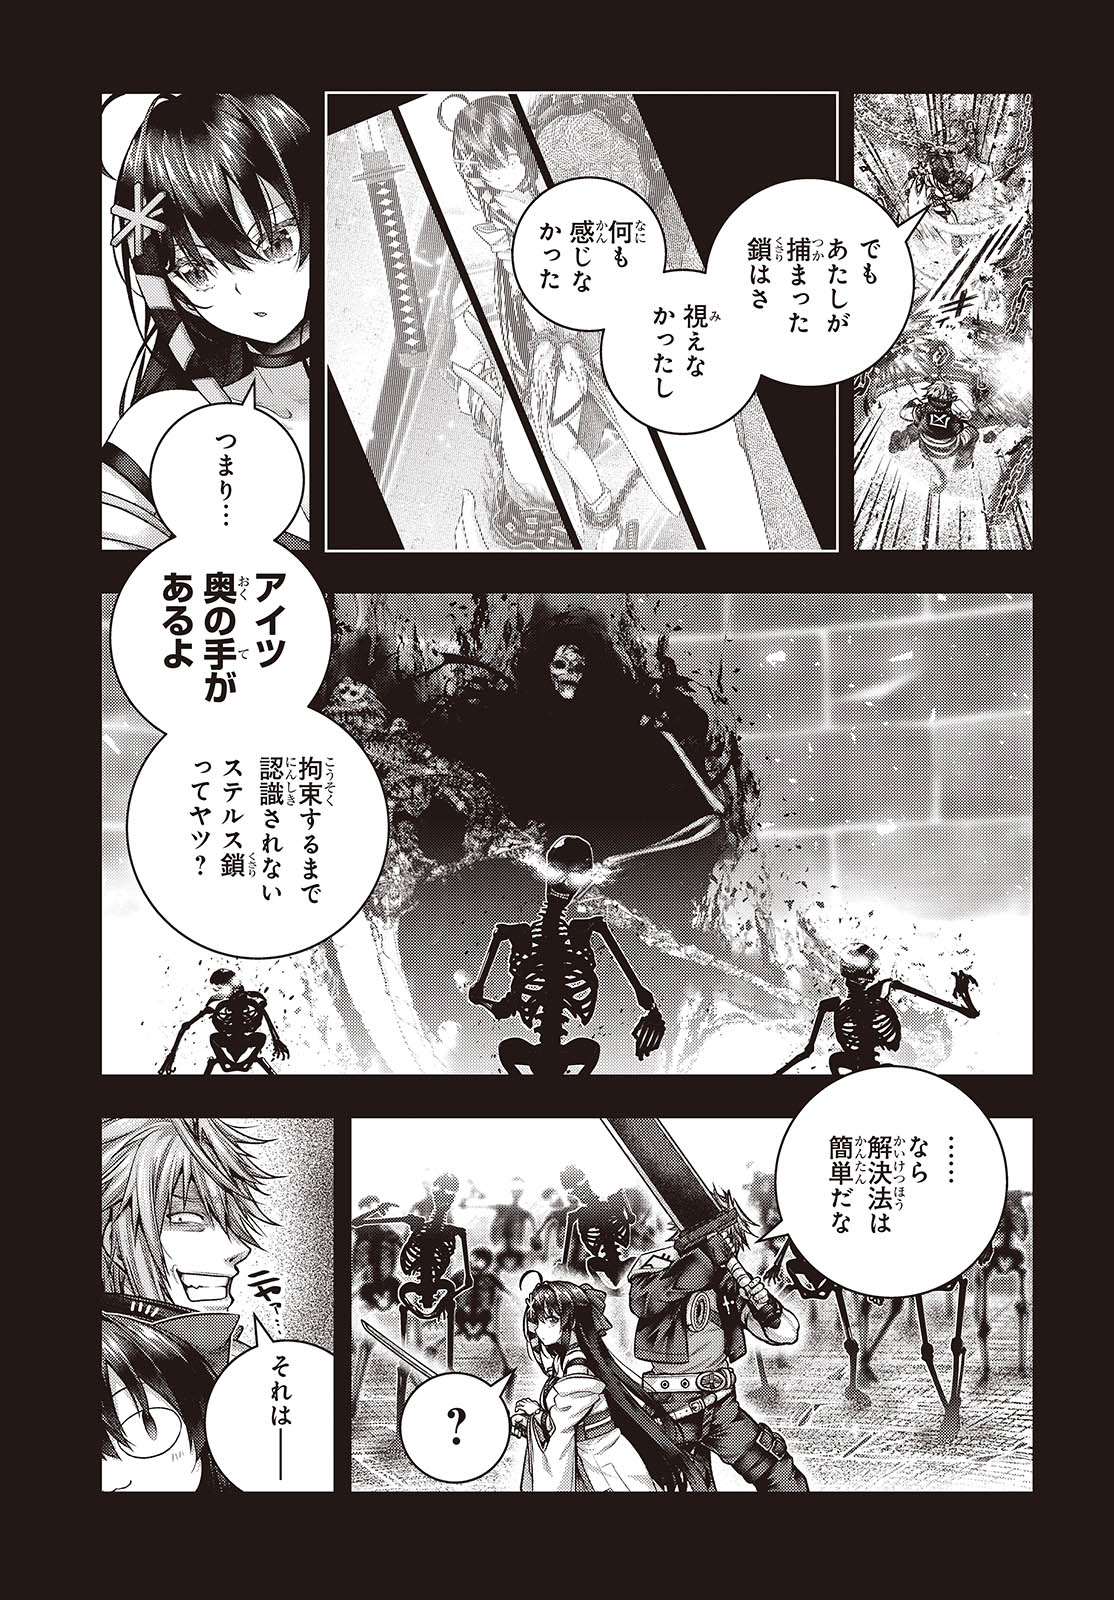 でも
あたしが
捕まった
鎖はさ
視えな
かったし
何も
感じな
かった
つまり…
アイツ
奥の手が
あるよ
拘束するまで
認識されない
ステルス鎖
ってヤツ？
……
なら
解決法は
簡単だな
？
ニヤァ
それは──